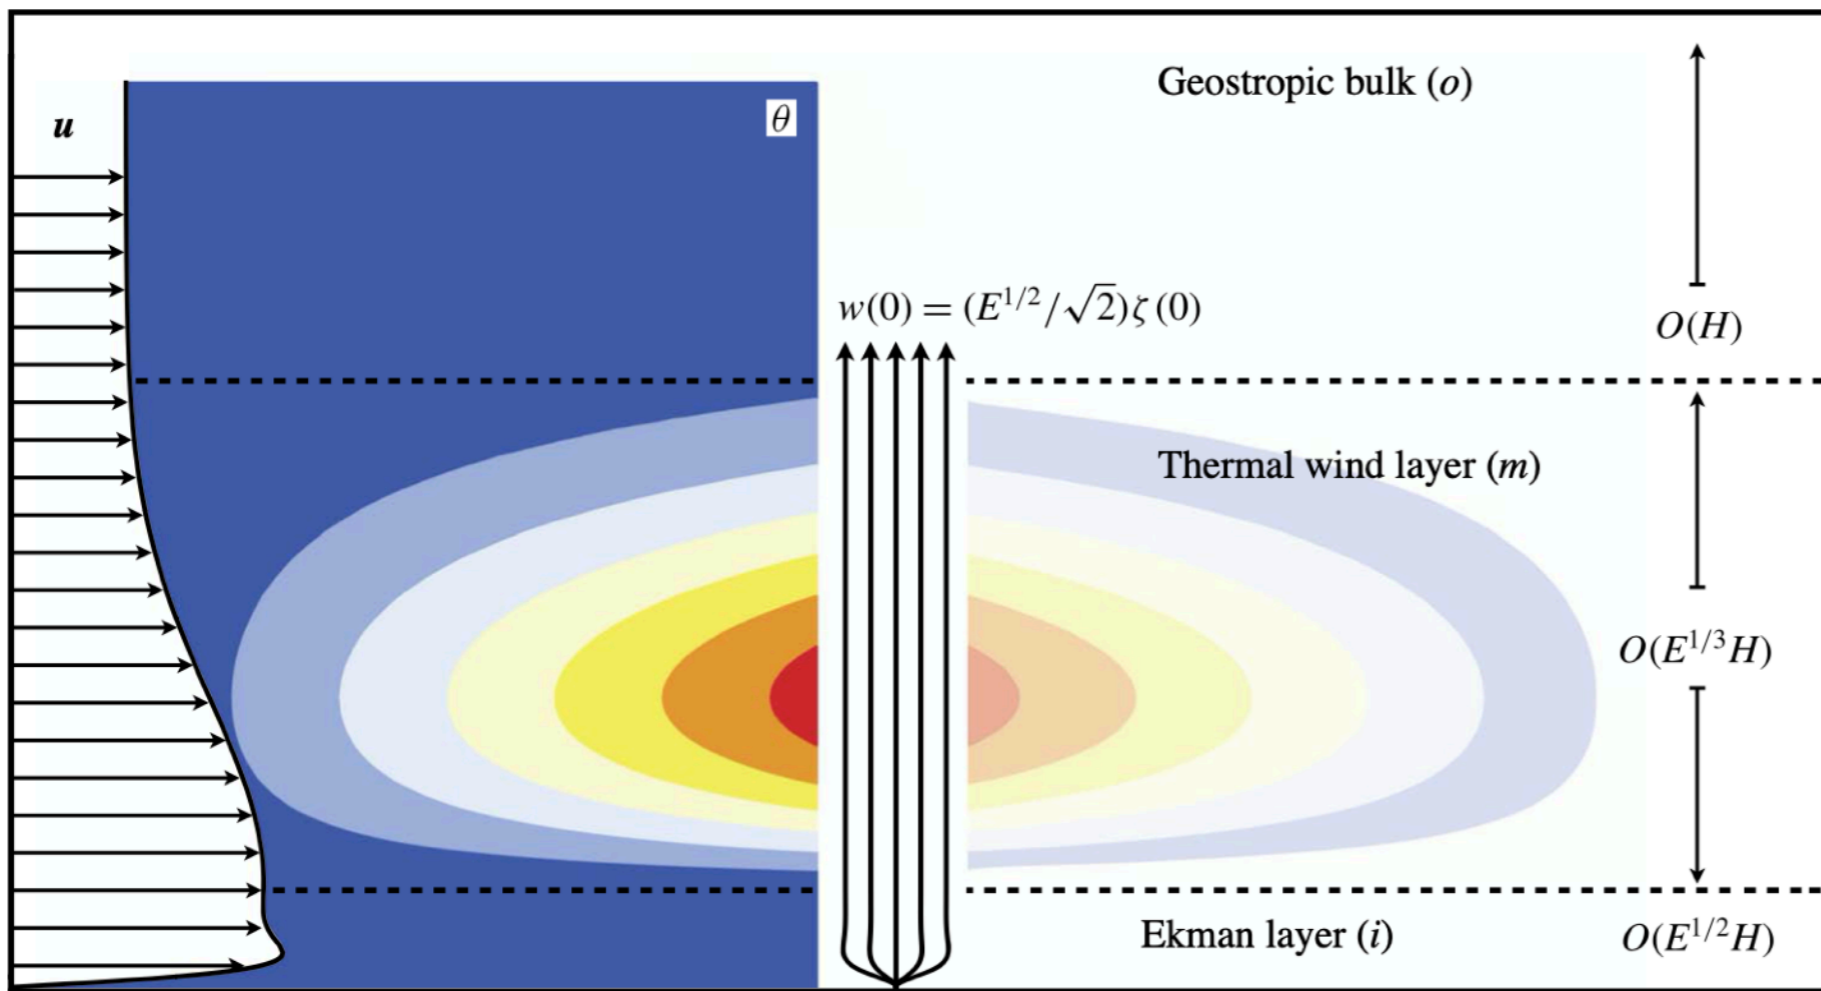 Geostropic bulk (o)
u
θ
w(0) = (E^{1/2}/√2)ζ(0)
O(H)
Thermal wind layer (m)
O(E^{1/3}H)
Ekman layer (i)
O(E^{1/2}H)